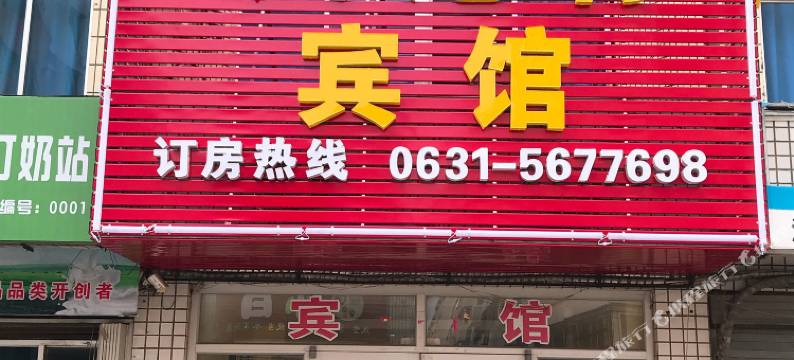 宾馆
订房热线 0631-5677698
奶站
编号:0001
品类开创者
宾 馆